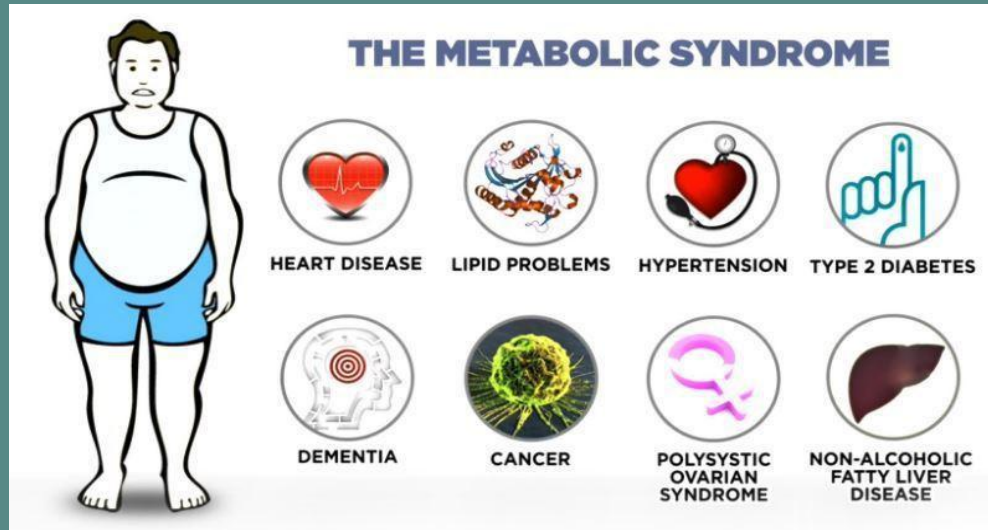 THE METABOLIC SYNDROME
HEART DISEASE
LIPID PROBLEMS
HYPERTENSION
TYPE 2 DIABETES
DEMENTIA
CANCER
POLYSYSTIC
OVARIAN
SYNDROME
NON-ALCOHOLIC
FATTY LIVER
DISEASE